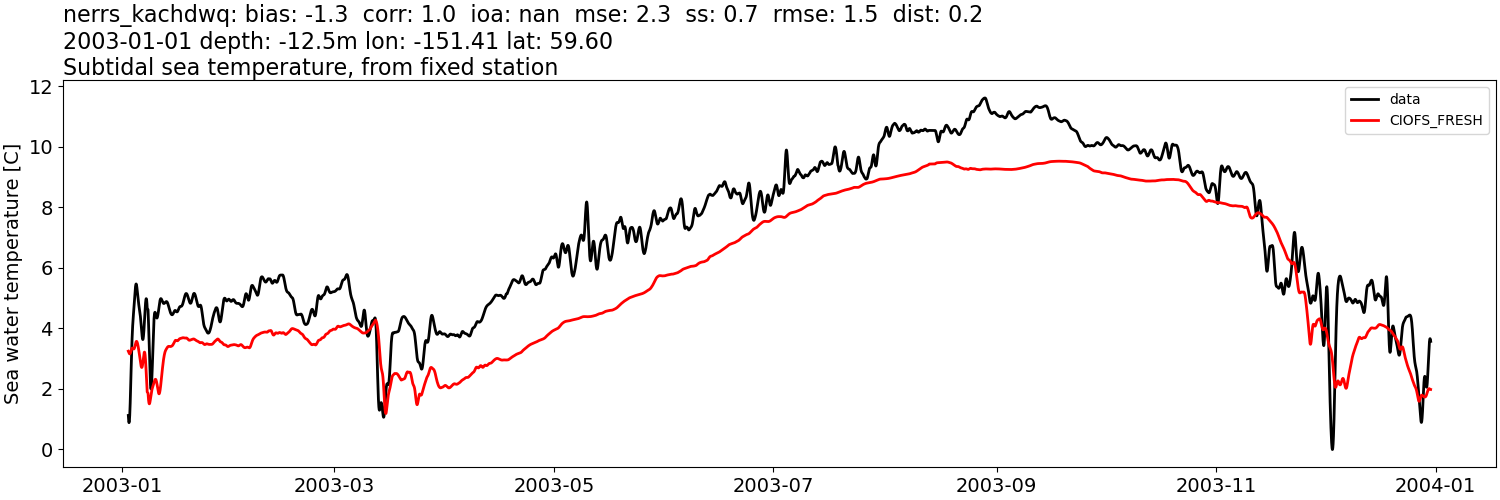 nerrs_kachdwq: bias: -1.3  corr: 1.0  ioa: nan  mse: 2.3  ss: 0.7  rmse: 1.5  dist: 0.2
2003-01-01 depth: -12.5m lon: -151.41 lat: 59.60
Subtidal sea temperature, from fixed station
Sea water temperature [C]
12
10
8
6
4
2
0
data
CIOFS_FRESH
2003-01 2003-03 2003-05 2003-07 2003-09 2003-11 2004-01